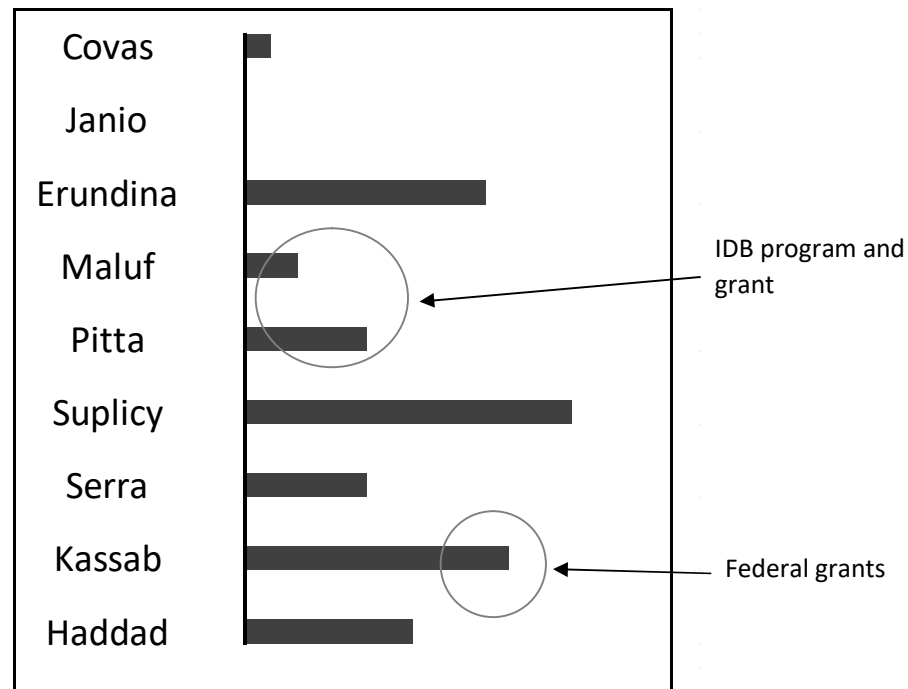 Covas
Janio
Erundina
Maluf
Pitta
Suplicy
Serra
Kassab
Haddad
IDB program and
grant
Federal grants